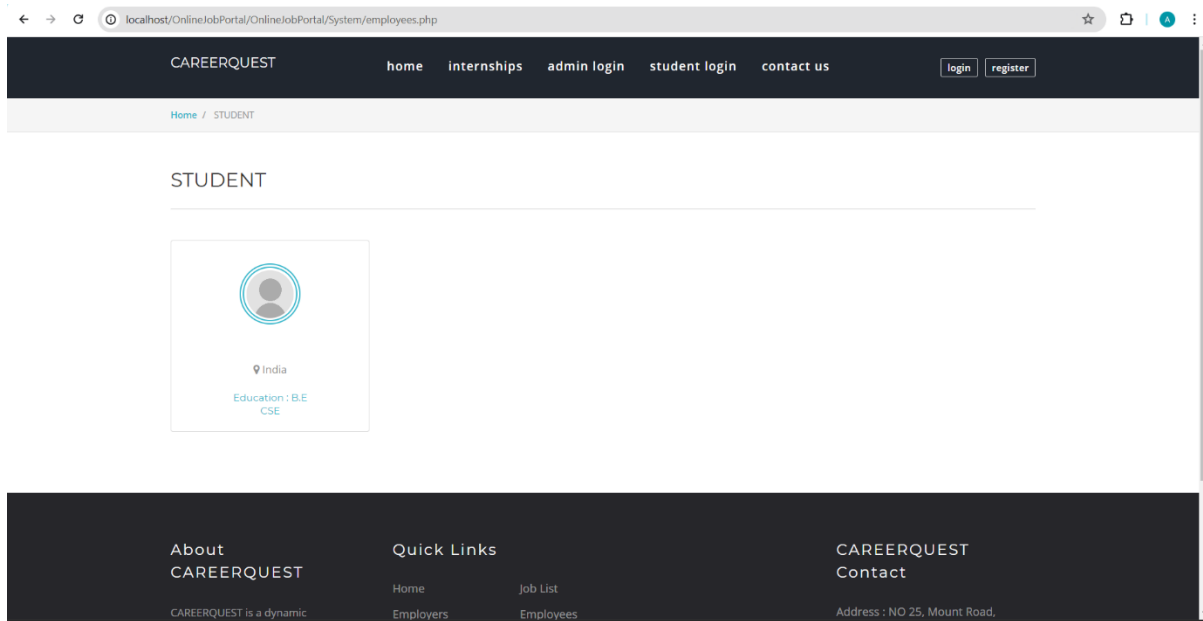 localhost/OnlineJobPortal/OnlineJobPortal/System/employees.php
A
CAREERQUEST
home internships admin login student login contact us
login register
Home / STUDENT
STUDENT
India
Education : B.E
CSE
About
CAREERQUEST
CAREERQUEST is a dynamic
Quick Links
Home Job List
Employers Employees
CAREERQUEST
Contact
Address : NO 25, Mount Road,